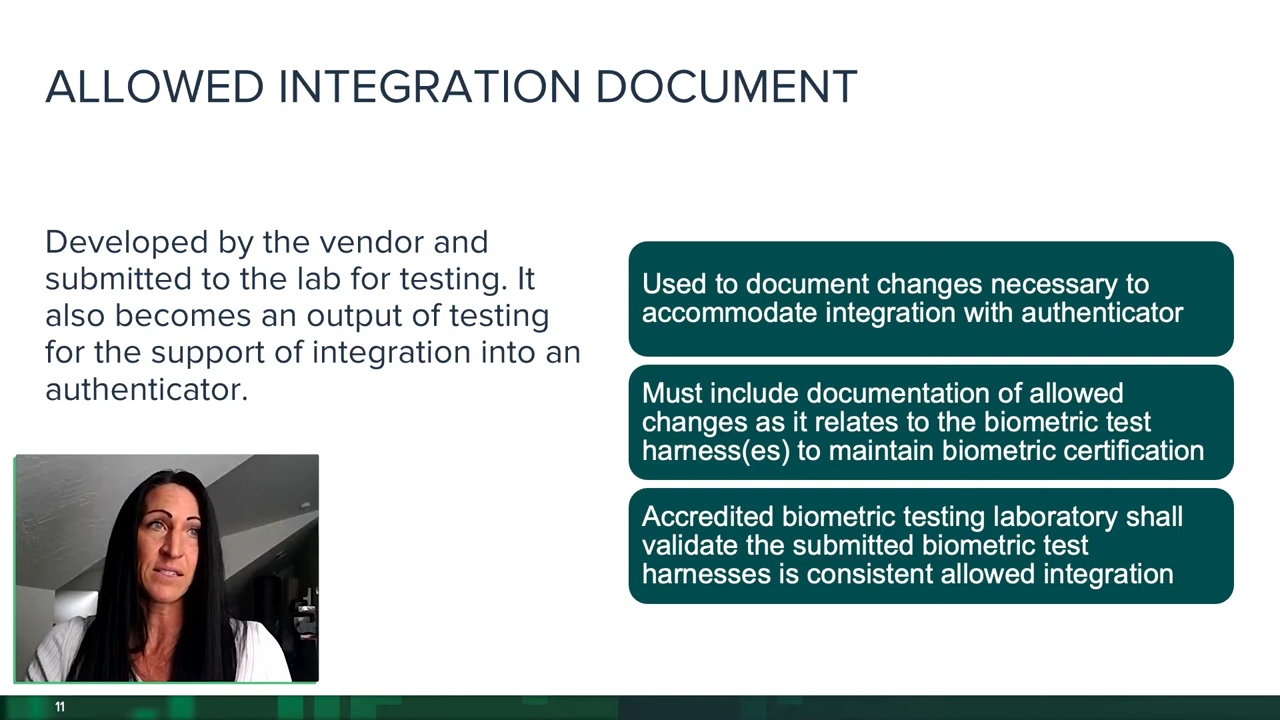 ALLOWED INTEGRATION DOCUMENT
Developed by the vendor and
submitted to the lab for testing. It
also becomes an output of testing
for the support of integration into an
authenticator.
Used to document changes necessary to
accommodate integration with authenticator
Must include documentation of allowed
changes as it relates to the biometric test
harness(es) to maintain biometric certification
Accredited biometric testing laboratory shall
validate the submitted biometric test
harnesses is consistent allowed integration
11